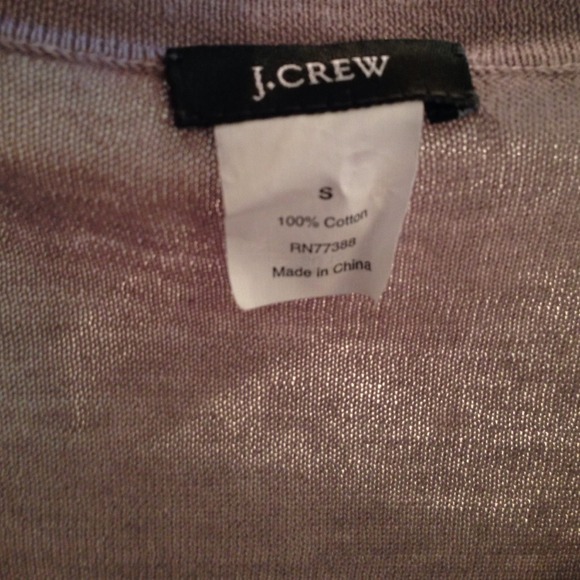 J.CREW
S
100% Cotton
RN77388
Made in China